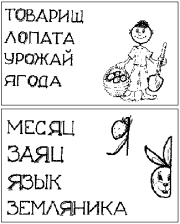 ТОВАРИЩ
ЛОПАТА
УРОЖАЙ
ЯГОДА
МЕСЯЦ
ЗАЯЦ
ЯЗЫК
ЗЕМЛЯНИКА